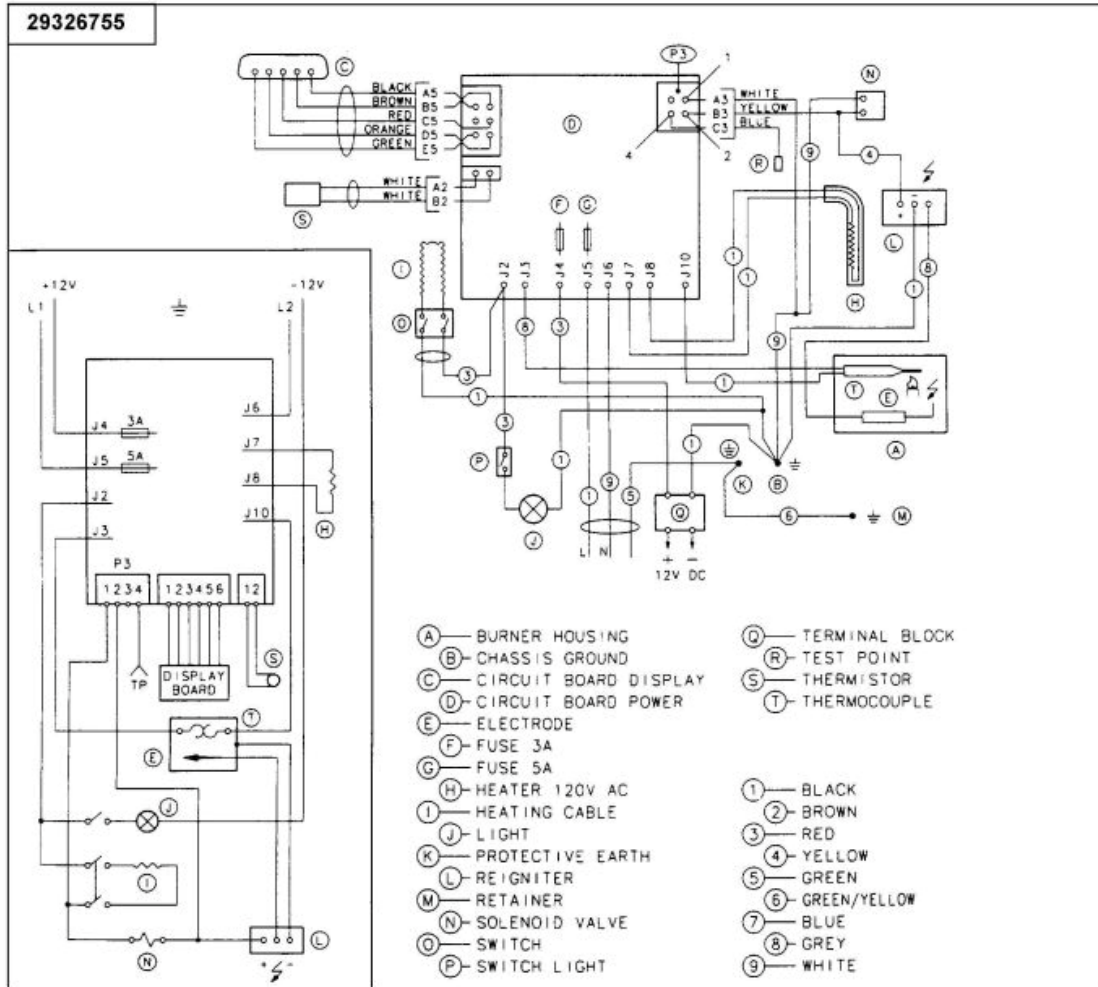 29326755
C
P3
1
BLACK A5
BROWN B5
RED C5
ORANGE D5
GREEN E5
D
A3 WHITE
B3 YELLOW
C3 BLUE
N
4
2
R
9
4
WHITE A2
WHITE B2
S
F
G
+ -
L
1
1
1
8
H
I
J2
J3
J4
J5
J6
J7
J8
J10
O
8
3
9
3
1
1
T
E
A
3
P
1
1
K
B
1
9
5
Q
6
M
J
L N
+ -
12V DC
+12V
-12V
L1
L2
J6
J4 3A
J7
J5 5A
J8
J2
J10
H
J3
P3
1234
123456
12
TP
DISPLAY
BOARD
S
T
E
J
I
N
L
+ -
A BURNER HOUSING
B CHASSIS GROUND
C CIRCUIT BOARD DISPLAY
D CIRCUIT BOARD POWER
E ELECTRODE
F FUSE 3A
G FUSE 5A
H HEATER 120V AC
I HEATING CABLE
J LIGHT
K PROTECTIVE EARTH
L REIGNITER
M RETAINER
N SOLENOID VALVE
O SWITCH
P SWITCH LIGHT
Q TERMINAL BLOCK
R TEST POINT
S THERMISTOR
T THERMOCOUPLE
1 BLACK
2 BROWN
3 RED
4 YELLOW
5 GREEN
6 GREEN/YELLOW
7 BLUE
8 GREY
9 WHITE